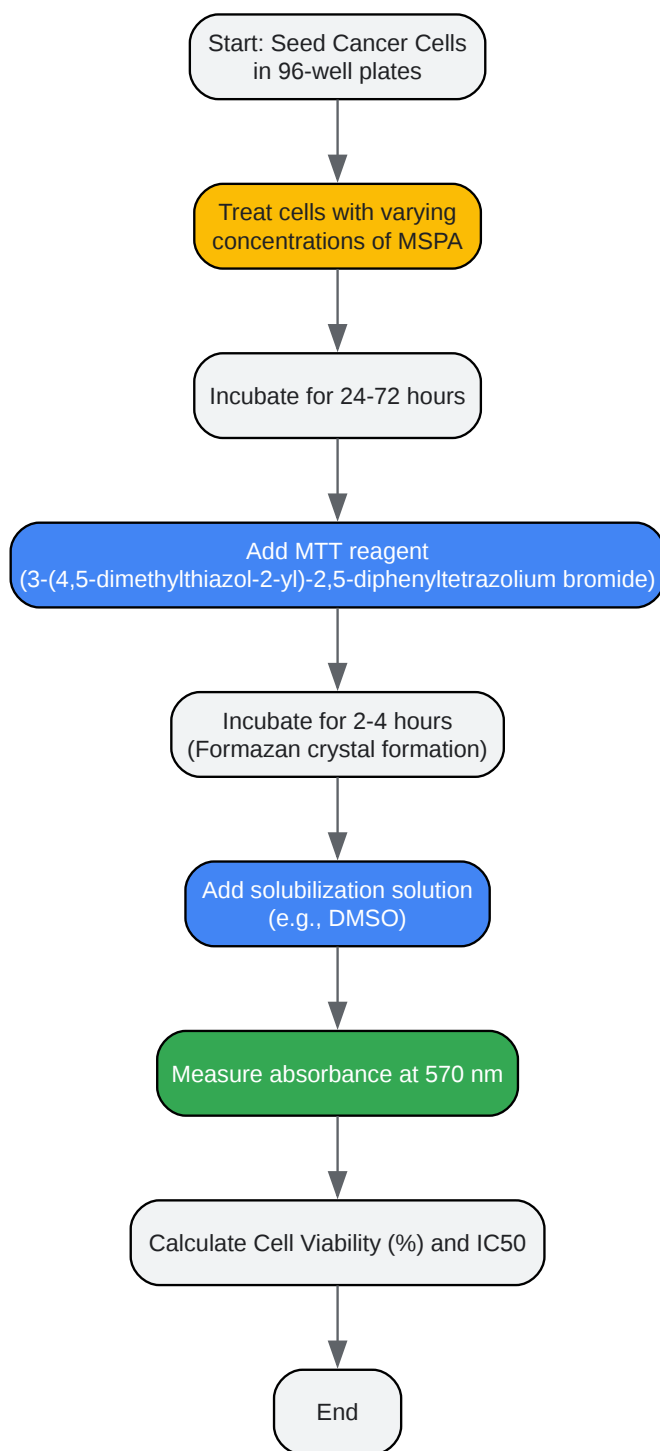 Start: Seed Cancer Cells
in 96-well plates
Treat cells with varying
concentrations of MSPA
Incubate for 24-72 hours
Add MTT reagent
(3-(4,5-dimethylthiazol-2-yl)-2,5-diphenyltetrazolium bromide)
Incubate for 2-4 hours
(Formazan crystal formation)
Add solubilization solution
(e.g., DMSO)
Measure absorbance at 570 nm
Calculate Cell Viability (%) and IC50
End